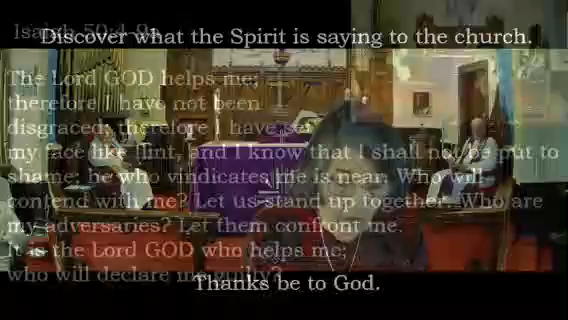 Isaiah 50:4-9a
Discover what the Spirit is saying to the church.
The Lord GOD helps me;
therefore I have not been
disgraced; therefore I have set
my face like flint, and I know that I shall not be put to
shame; he who vindicates me is near. Who will
contend with me? Let us stand up together. Who are
my adversaries? Let them confront me.
It is the Lord GOD who helps me;
who will declare me guilty?
Thanks be to God.